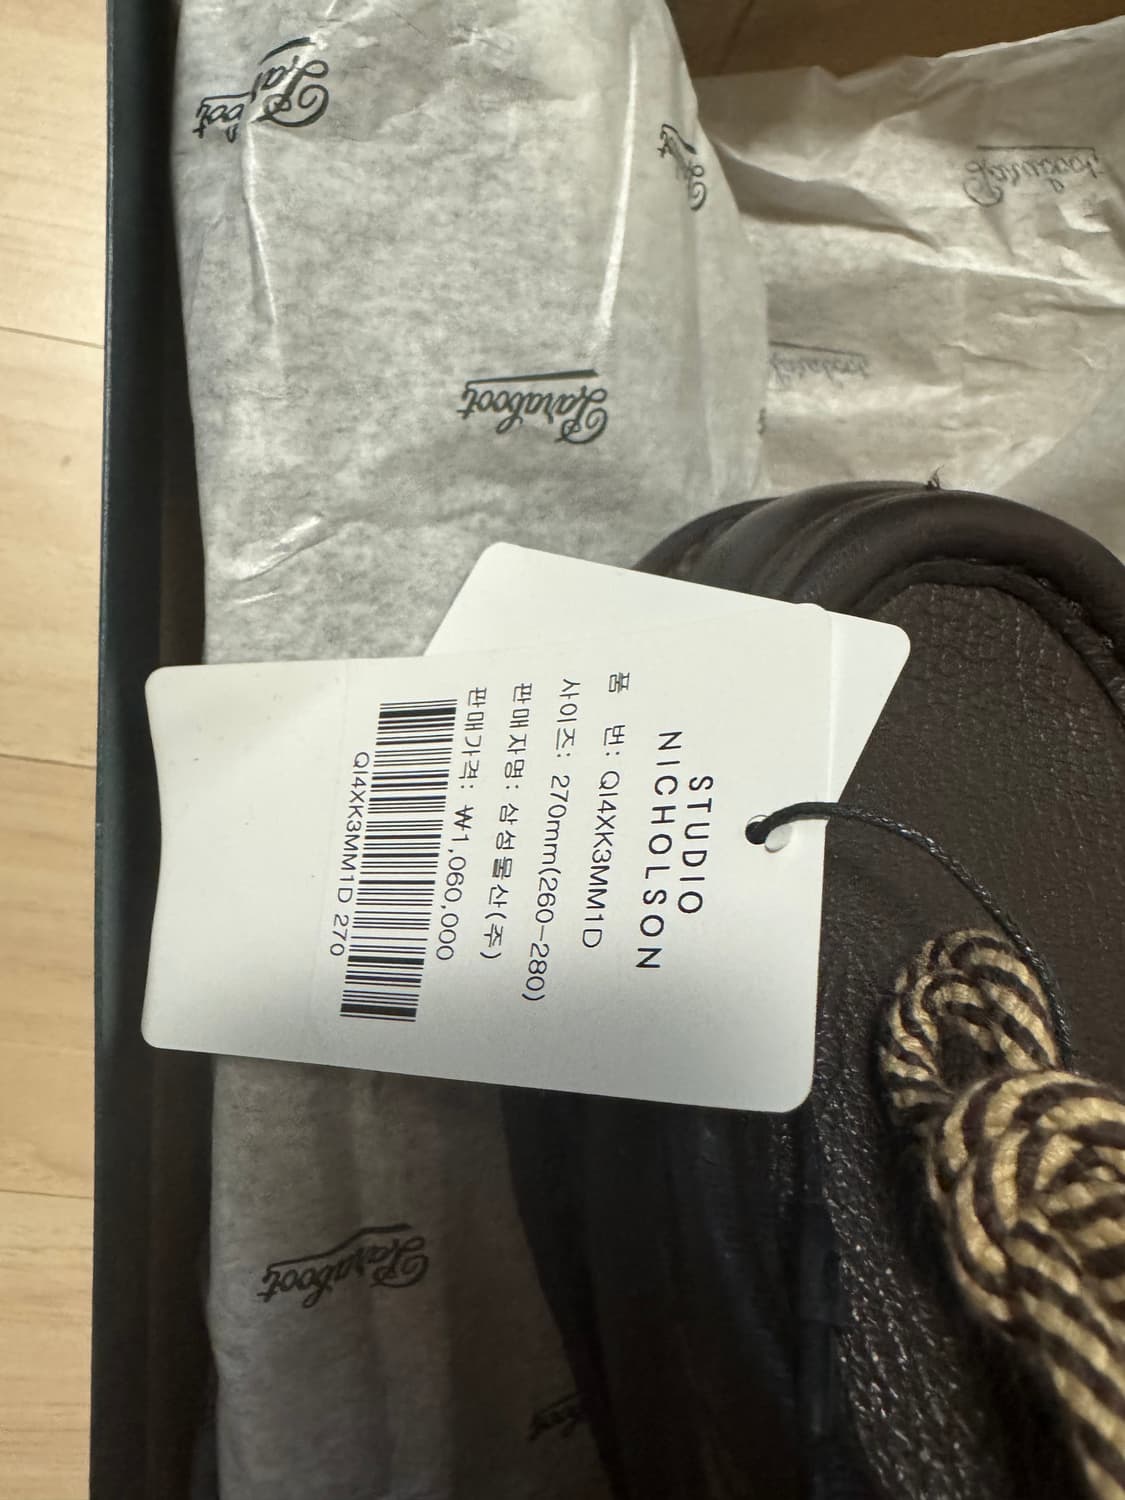 Paraboot
Paraboot
Paraboot
Paraboot
STUDIO
NICHOLSON
품 번: QI4XK3MM1D
사이즈: 270mm(260-280)
판매자명: 삼성물산(주)
판매가격: ₩1,060,000
QI4XK3MM1D 270
Paraboot